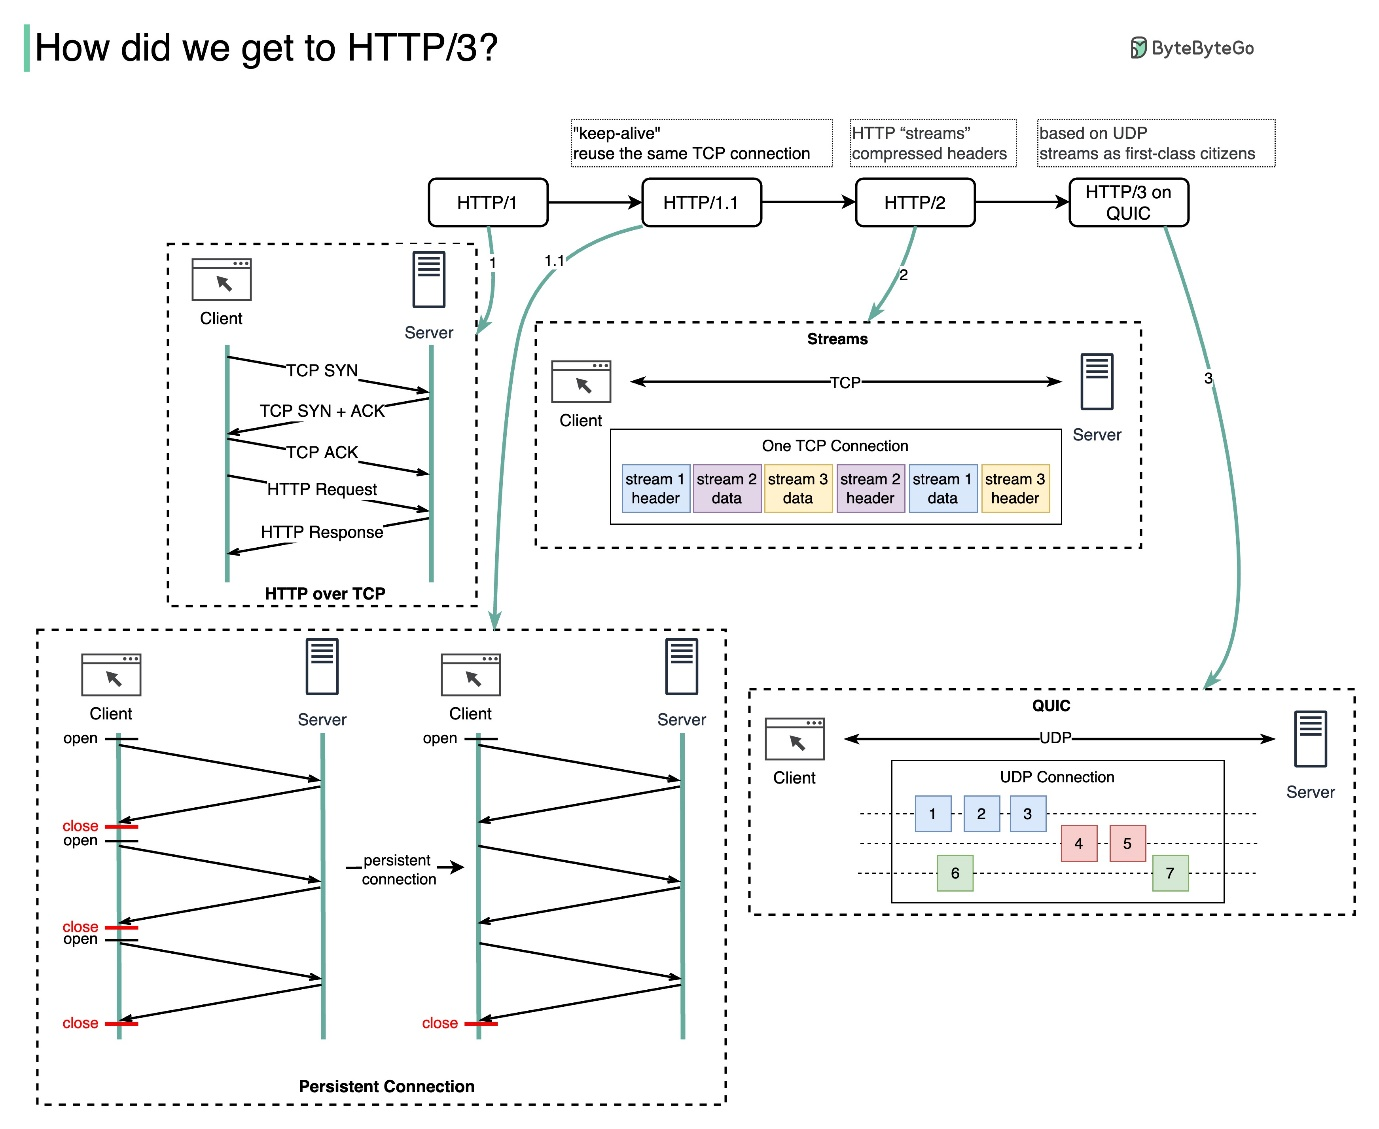 How did we get to HTTP/3?
ByteByteGo
"keep-alive"
reuse the same TCP connection
HTTP “streams”
compressed headers
based on UDP
streams as first-class citizens
HTTP/1
HTTP/1.1
HTTP/2
HTTP/3 on
QUIC
1
1.1
2
3
Client
Server
TCP SYN
TCP SYN + ACK
TCP ACK
HTTP Request
HTTP Response
HTTP over TCP
Streams
Client
TCP
Server
One TCP Connection
stream 1
header
stream 2
data
stream 3
data
stream 2
header
stream 1
data
stream 3
header
Client
Server
open
close
open
close
open
close
persistent
connection
Client
Server
open
close
Persistent Connection
QUIC
Client
UDP
Server
UDP Connection
1
2
3
4
5
6
7